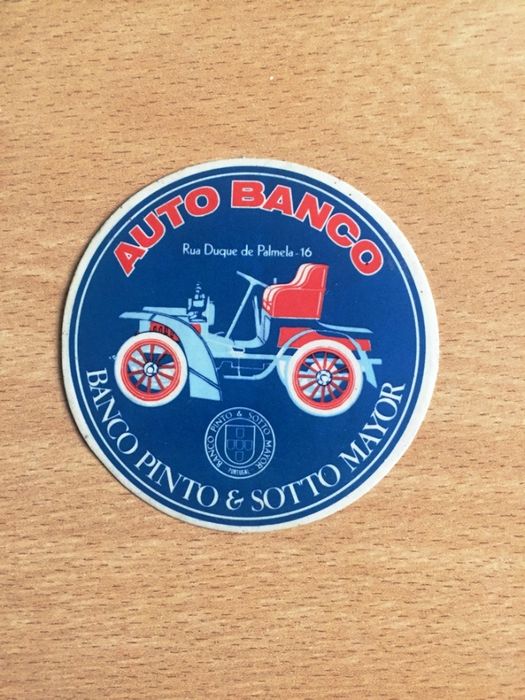 AUTO BANCO
Rua Duque de Palmela - 16
BANCO PINTO & SOTTO MAYOR
PORTUGAL
BANCO PINTO & SOTTO MAYOR